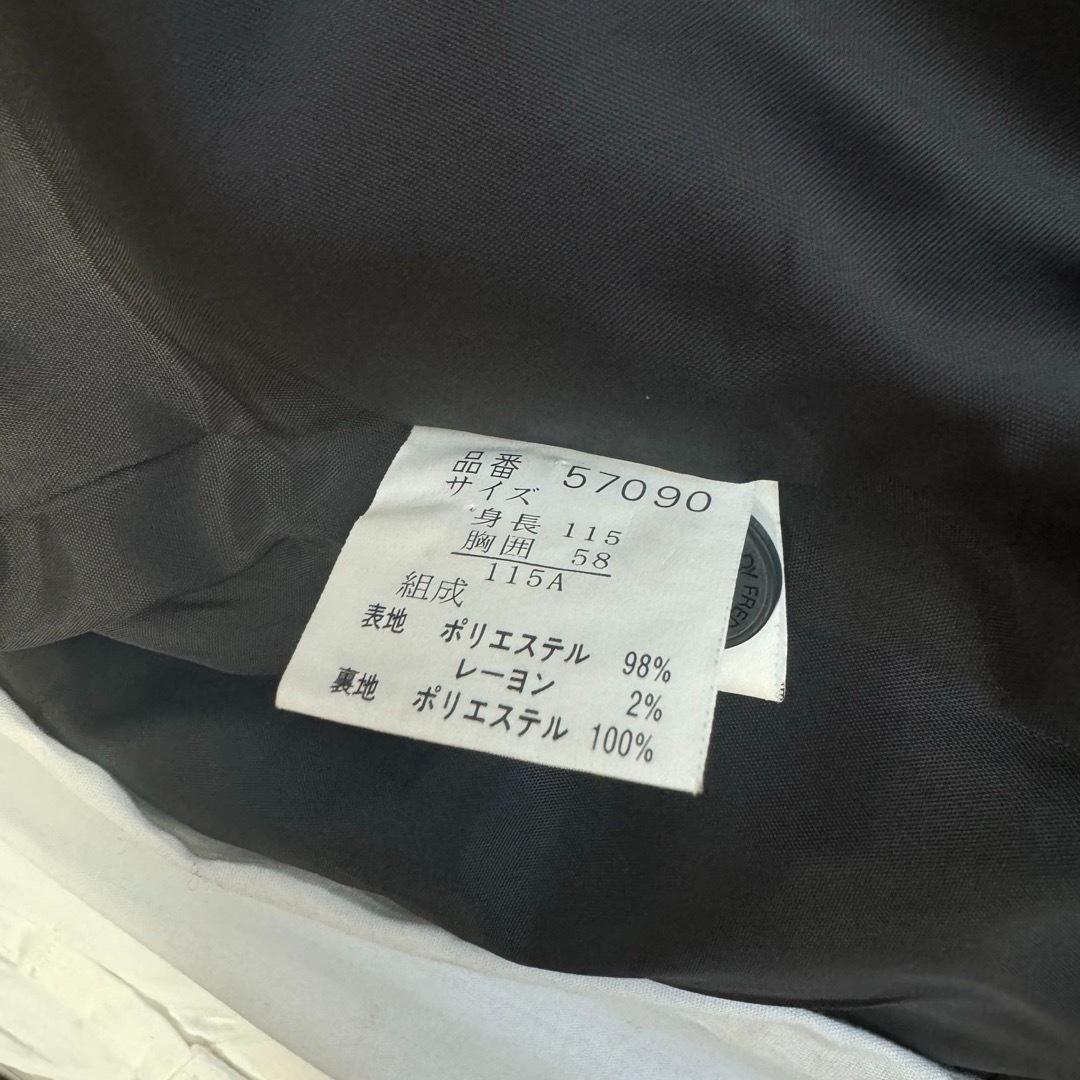 品番 57090
サイズ
身長 115
胸囲 58
115A
組成
表地 ポリエステル 98%
レーヨン 2%
裏地 ポリエステル 100%